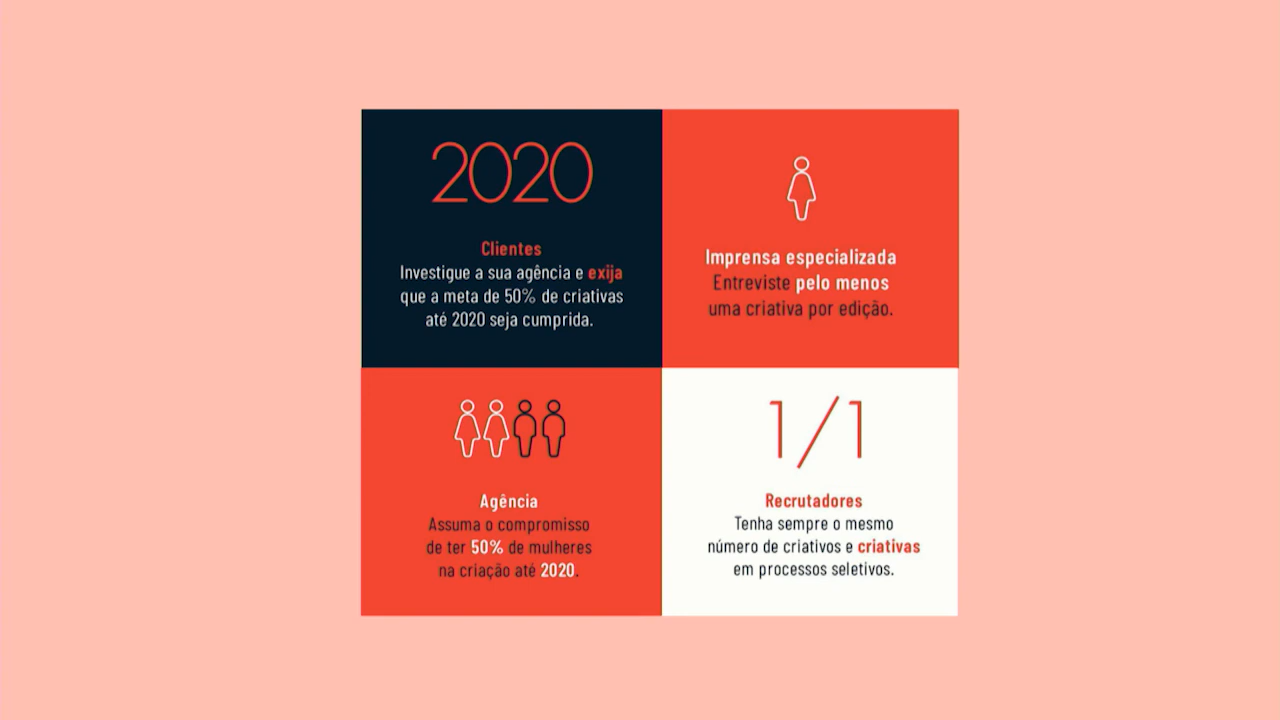 2020
Clientes
Investigue a sua agência e exija
que a meta de 50% de criativas
até 2020 seja cumprida.
Imprensa especializada
Entreviste pelo menos
uma criativa por edição.
Agência
Assuma o compromisso
de ter 50% de mulheres
na criação até 2020.
1/1
Recrutadores
Tenha sempre o mesmo
número de criativos e criativas
em processos seletivos.